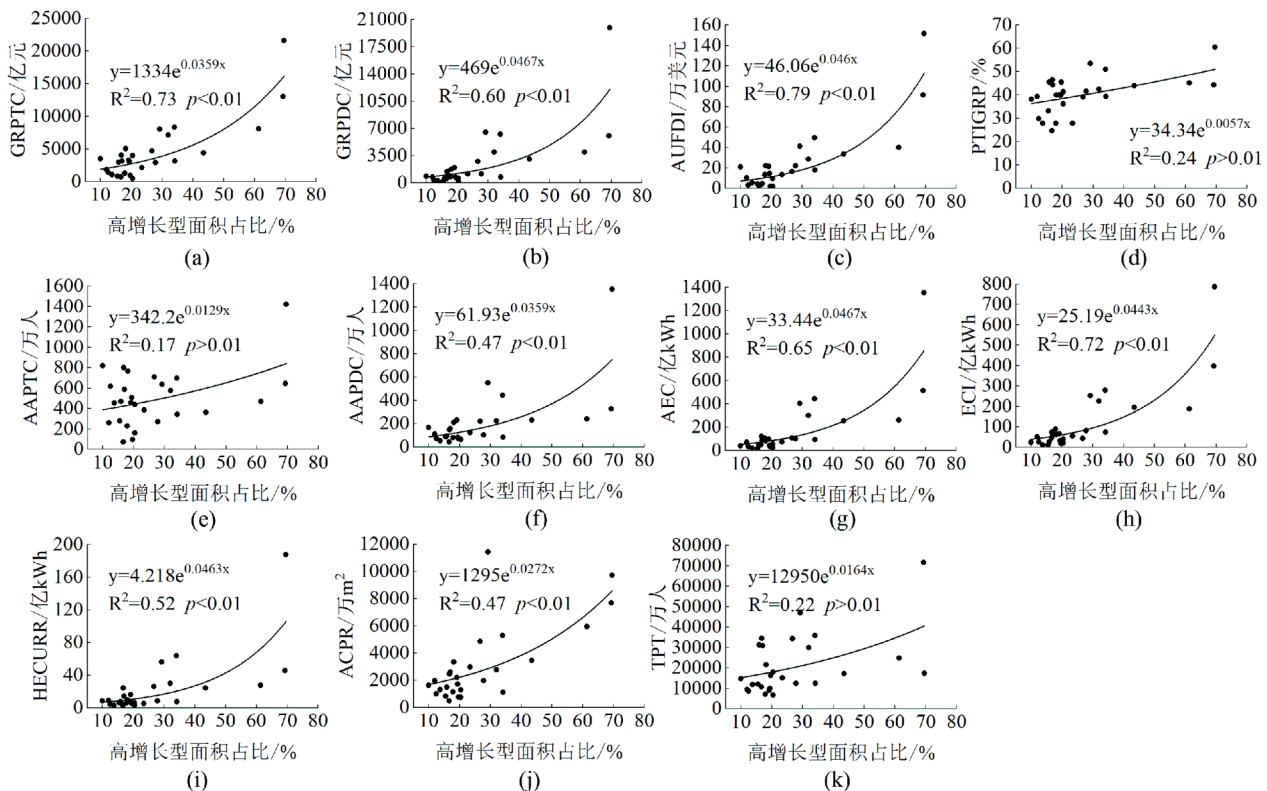 GRPTC/亿元
25000
20000
15000
10000
5000
0
y=1334e^0.0359x
R²=0.73 p<0.01
10 20 30 40 50 60 70 80
高增长型面积占比/%
(a)
GRPDC/亿元
21000
17500
14000
10500
7000
3500
0
y=469e^0.0467x
R²=0.60 p<0.01
10 20 30 40 50 60 70 80
高增长型面积占比/%
(b)
AUFDI/万美元
160
140
120
100
80
60
40
20
0
y=46.06e^0.046x
R²=0.79 p<0.01
10 20 30 40 50 60 70 80
高增长型面积占比/%
(c)
PTIGRP/%
70
60
50
40
30
20
10
0
y=34.34e^0.0057x
R²=0.24 p>0.01
10 20 30 40 50 60 70 80
高增长型面积占比/%
(d)
AAPTC/万人
1600
1400
1200
1000
800
600
400
200
0
y=342.2e^0.0129x
R²=0.17 p>0.01
10 20 30 40 50 60 70 80
高增长型面积占比/%
(e)
AAPDC/万人
1400
1200
1000
800
600
400
200
0
y=61.93e^0.0359x
R²=0.47 p<0.01
10 20 30 40 50 60 70 80
高增长型面积占比/%
(f)
AEC/亿kWh
1400
1200
1000
800
600
400
200
0
y=33.44e^0.0467x
R²=0.65 p<0.01
10 20 30 40 50 60 70 80
高增长型面积占比/%
(g)
ECI/亿kWh
800
700
600
500
400
300
200
100
0
y=25.19e^0.0443x
R²=0.72 p<0.01
10 20 30 40 50 60 70 80
高增长型面积占比/%
(h)
HECURR/亿kWh
200
160
120
80
40
0
y=4.218e^0.0463x
R²=0.52 p<0.01
10 20 30 40 50 60 70 80
高增长型面积占比/%
(i)
ACPR/万m²
12000
10000
8000
6000
4000
2000
0
y=1295e^0.0272x
R²=0.47 p<0.01
10 20 30 40 50 60 70 80
高增长型面积占比/%
(j)
TPT/万人
80000
70000
60000
50000
40000
30000
20000
10000
0
y=12950e^0.0164x
R²=0.22 p>0.01
10 20 30 40 50 60 70 80
高增长型面积占比/%
(k)